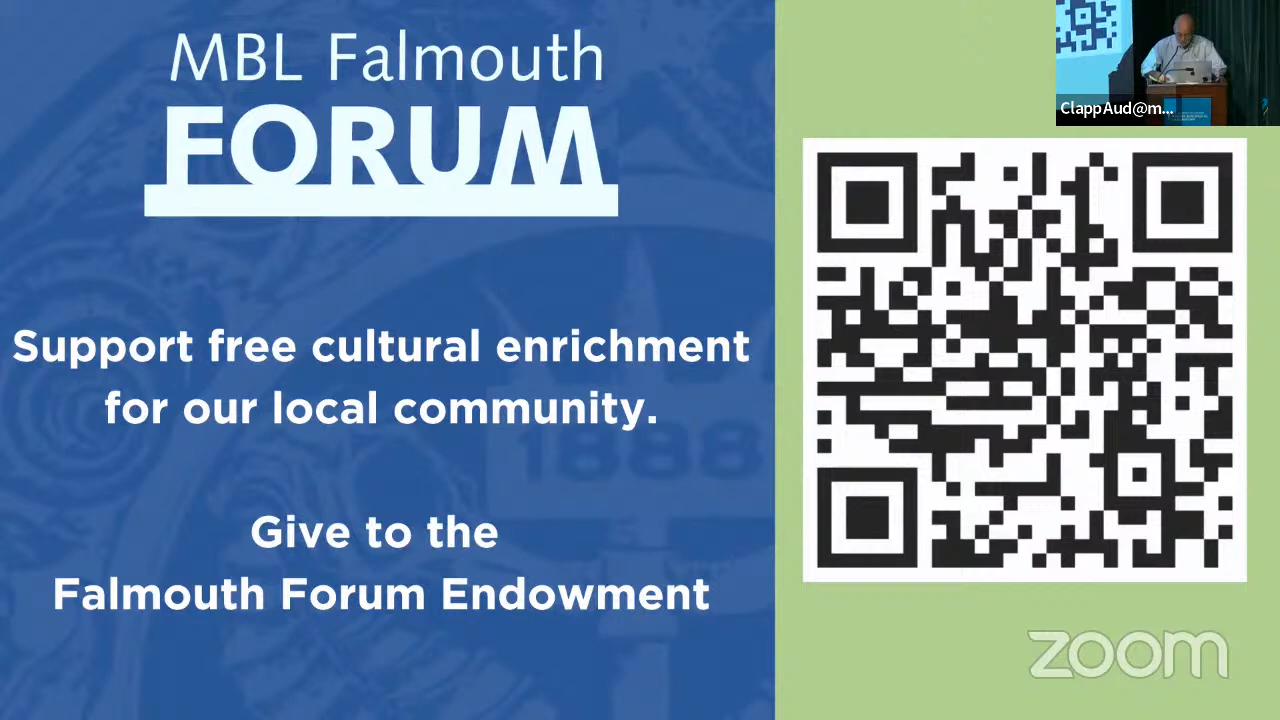 MBL Falmouth
FORUM
ClappAud@m...
Support free cultural enrichment
for our local community.
1888
Give to the
Falmouth Forum Endowment
zoom